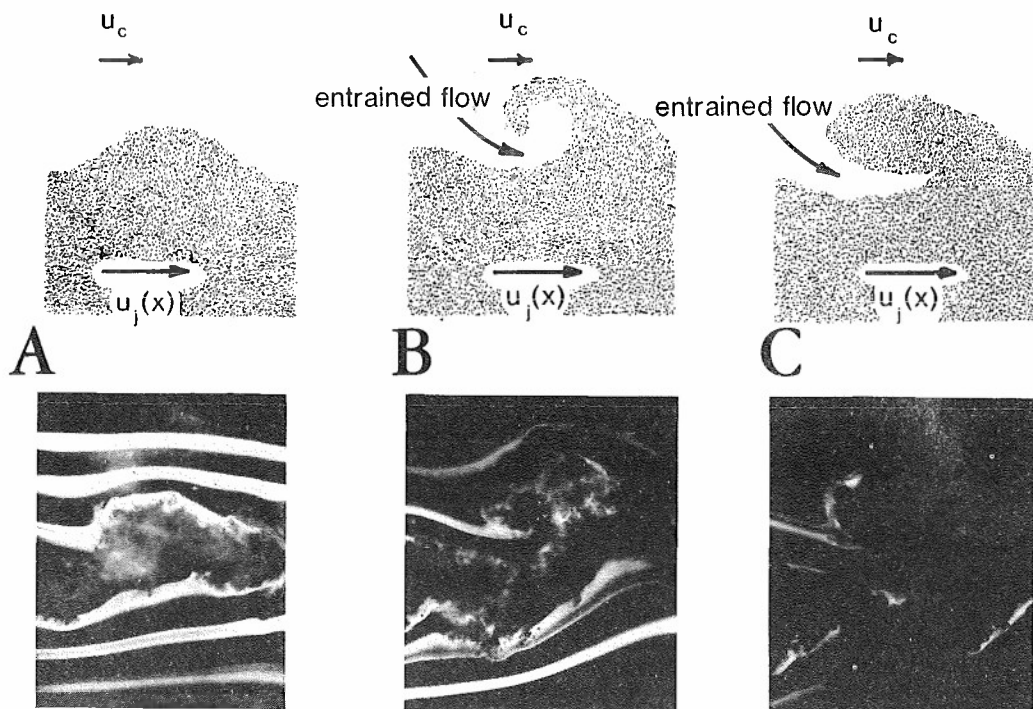 u_c
u_j(x)
A
u_c
entrained flow
u_j(x)
B
u_c
entrained flow
u_j(x)
C